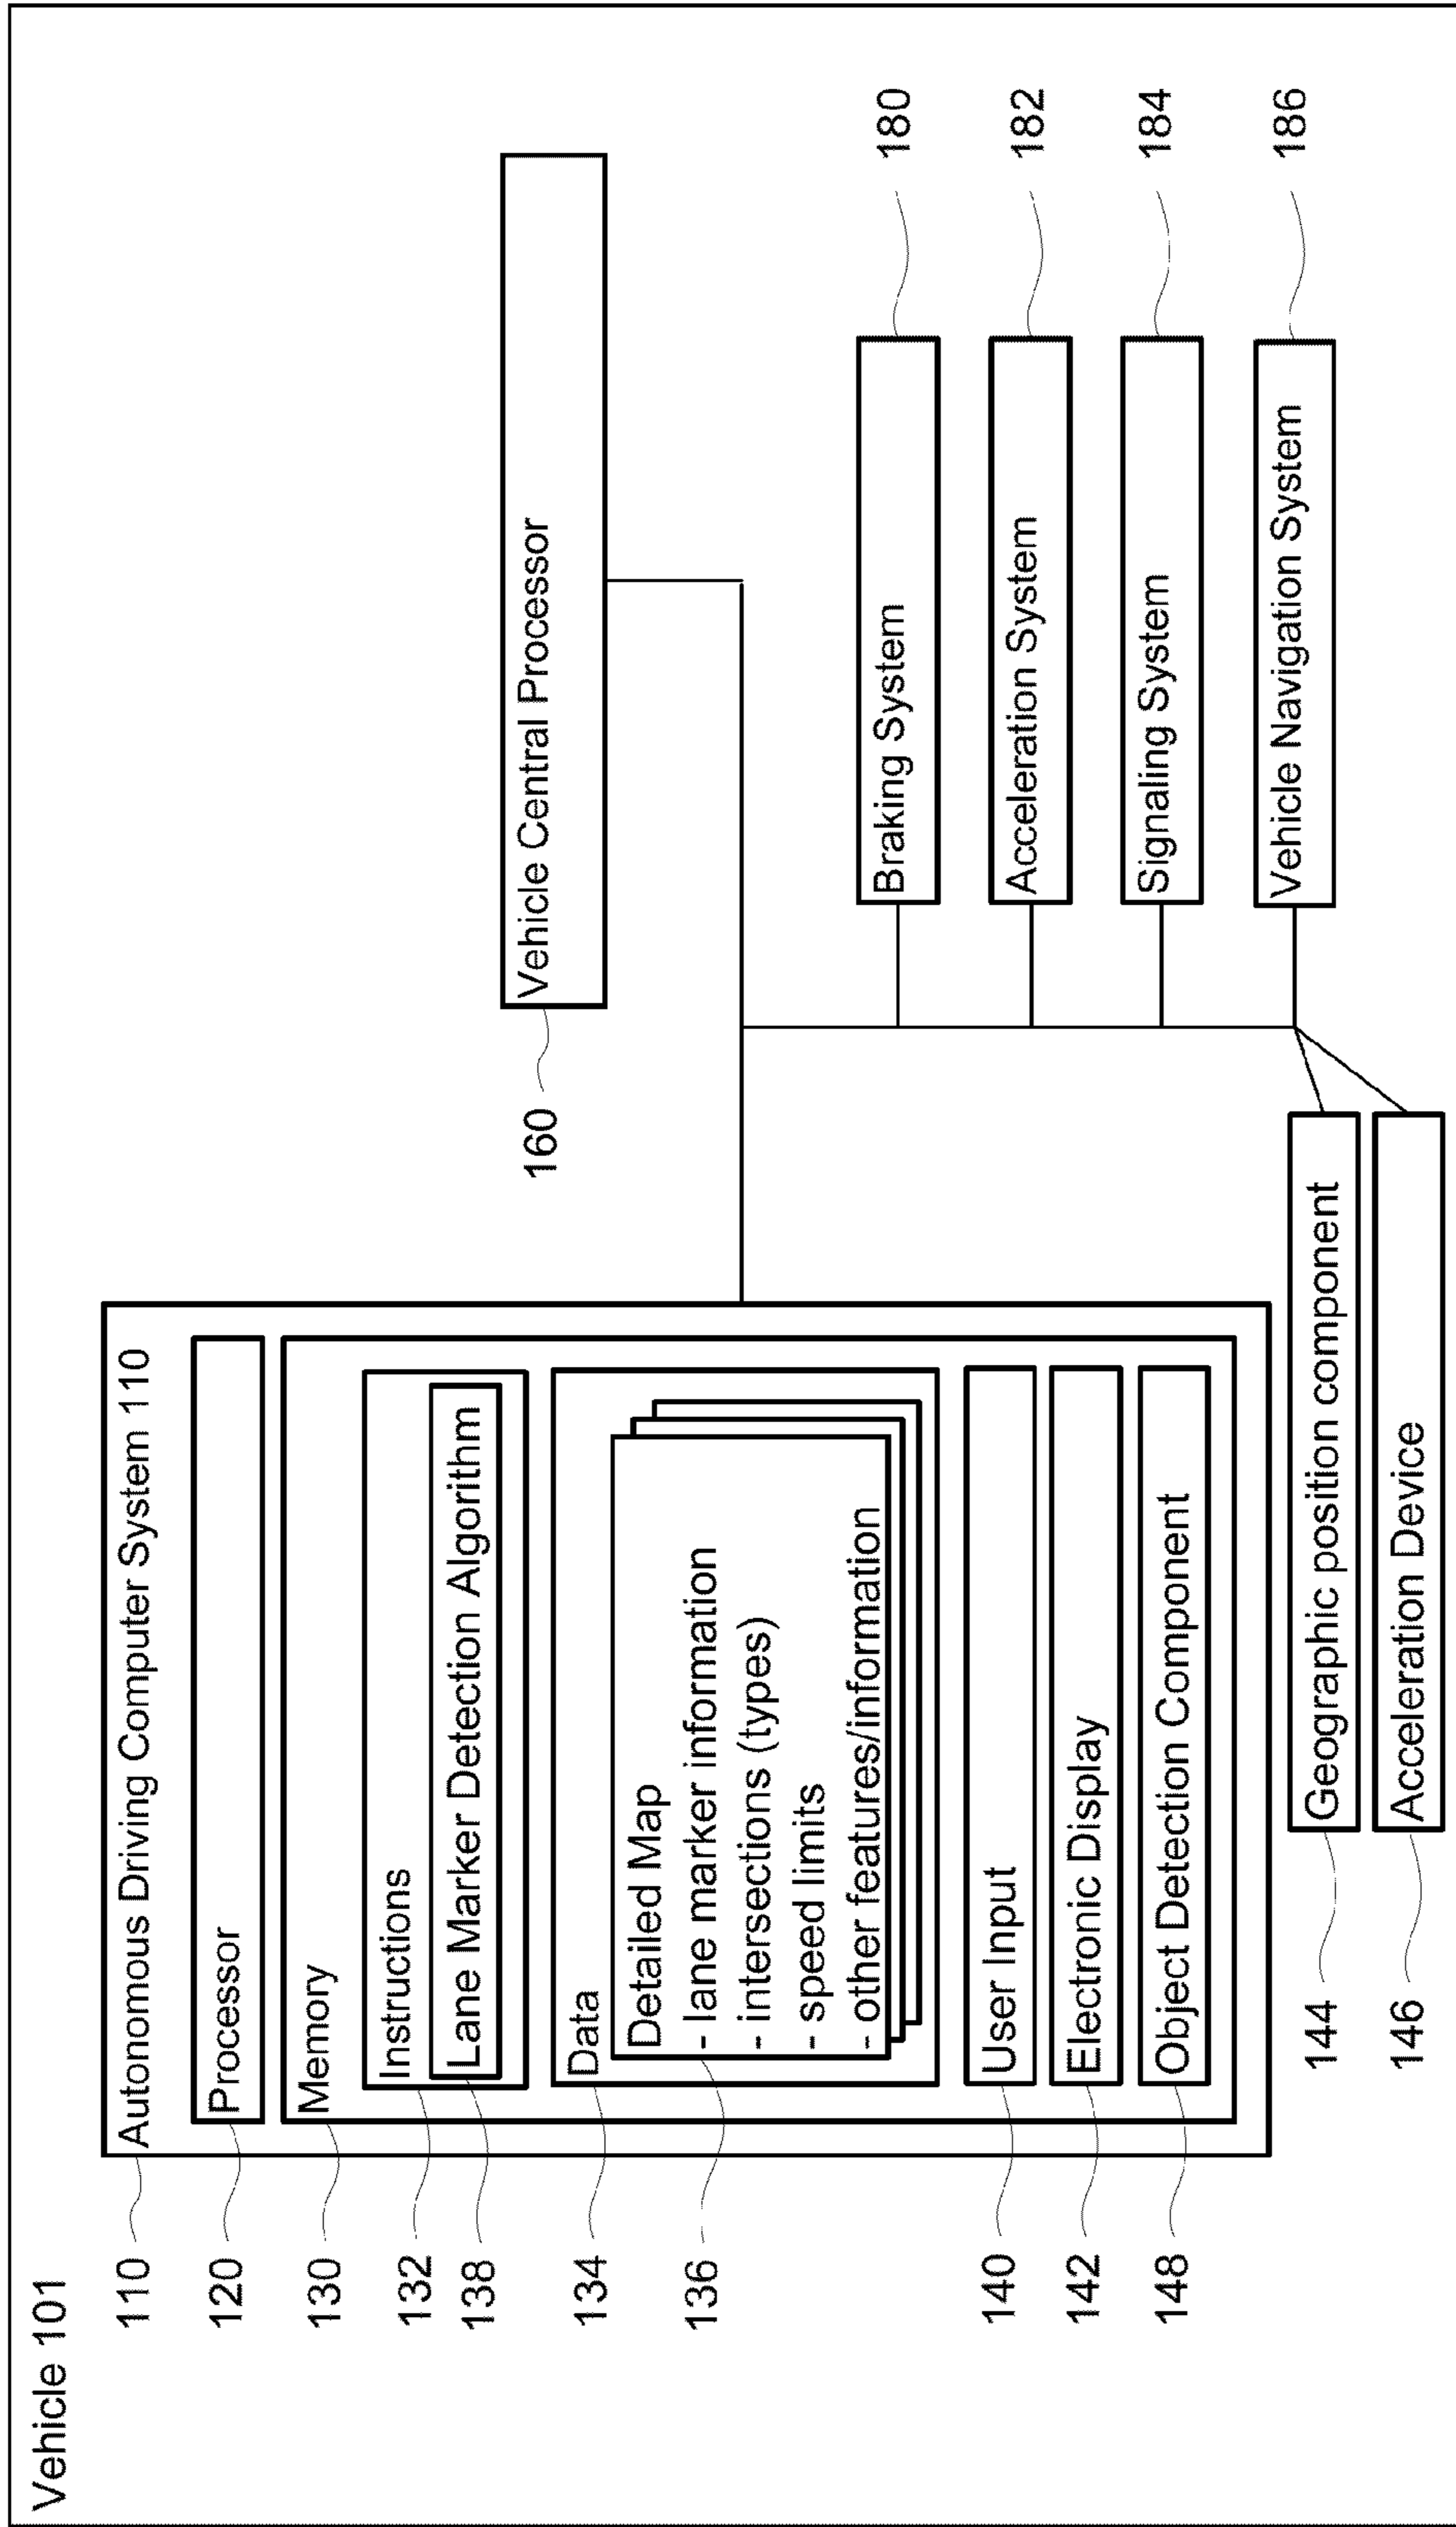 Vehicle 101
110
Autonomous Driving Computer System 110
120
Processor
130
Memory
132
Instructions
138
Lane Marker Detection Algorithm
134
Data
136
Detailed Map
- lane marker information
- intersections (types)
- speed limits
- other features/information
140
User Input
142
Electronic Display
148
Object Detection Component
144
Geographic position component
146
Acceleration Device
160
Vehicle Central Processor
Braking System
180
Acceleration System
182
Signaling System
184
Vehicle Navigation System
186